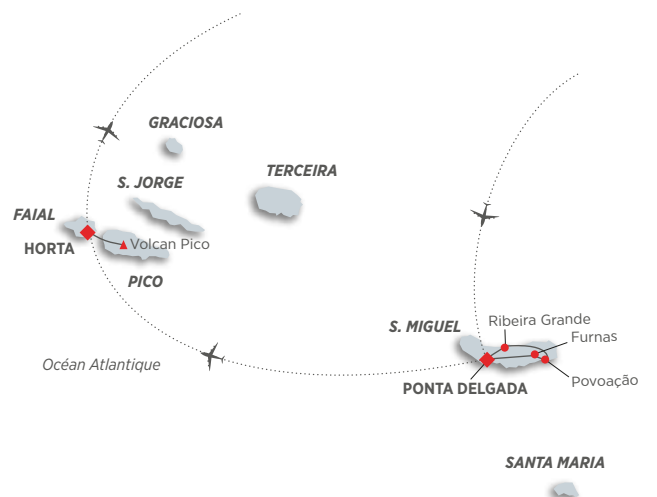 GRACIOSA
TERCEIRA
S. JORGE
FAIAL
HORTA
Volcan Pico
PICO
Ribeira Grande
S. MIGUEL
Furnas
Océan Atlantique
Povoação
PONTA DELGADA
SANTA MARIA